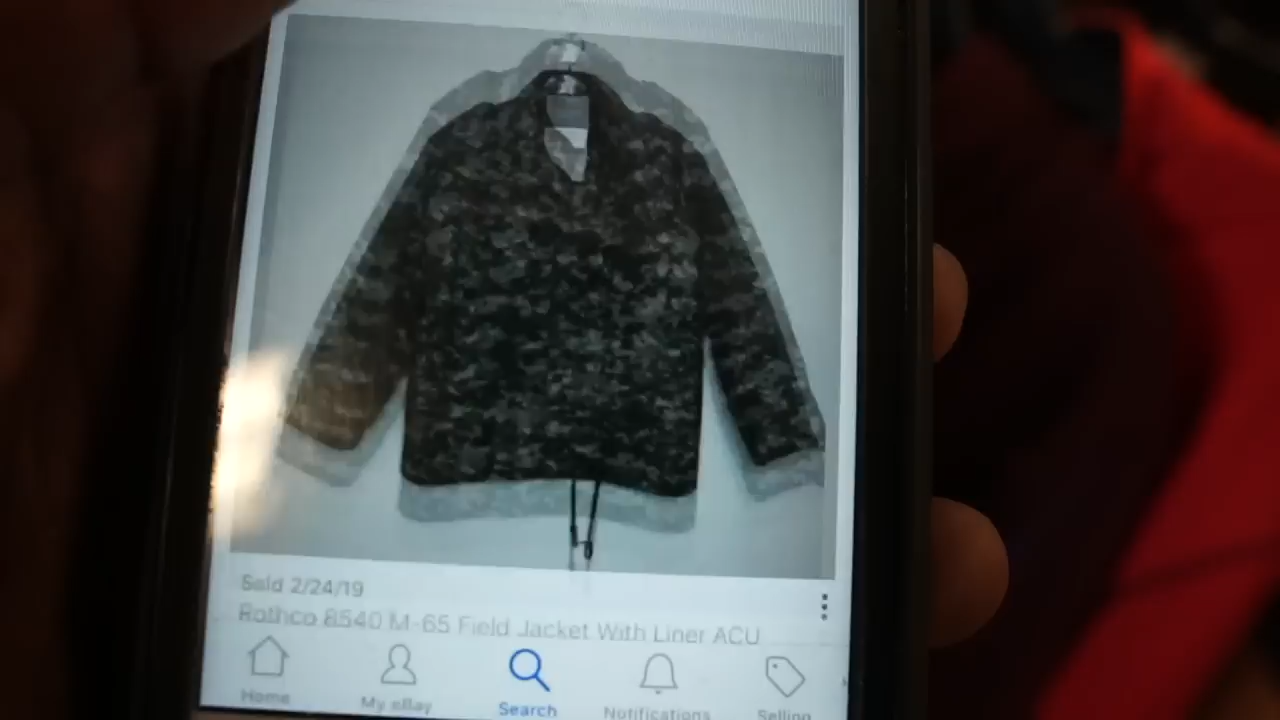 Sold 2/24/19
Rothco 8540 M-65 Field Jacket With Liner ACU
Home
My eBay
Search
Notifications
Selling